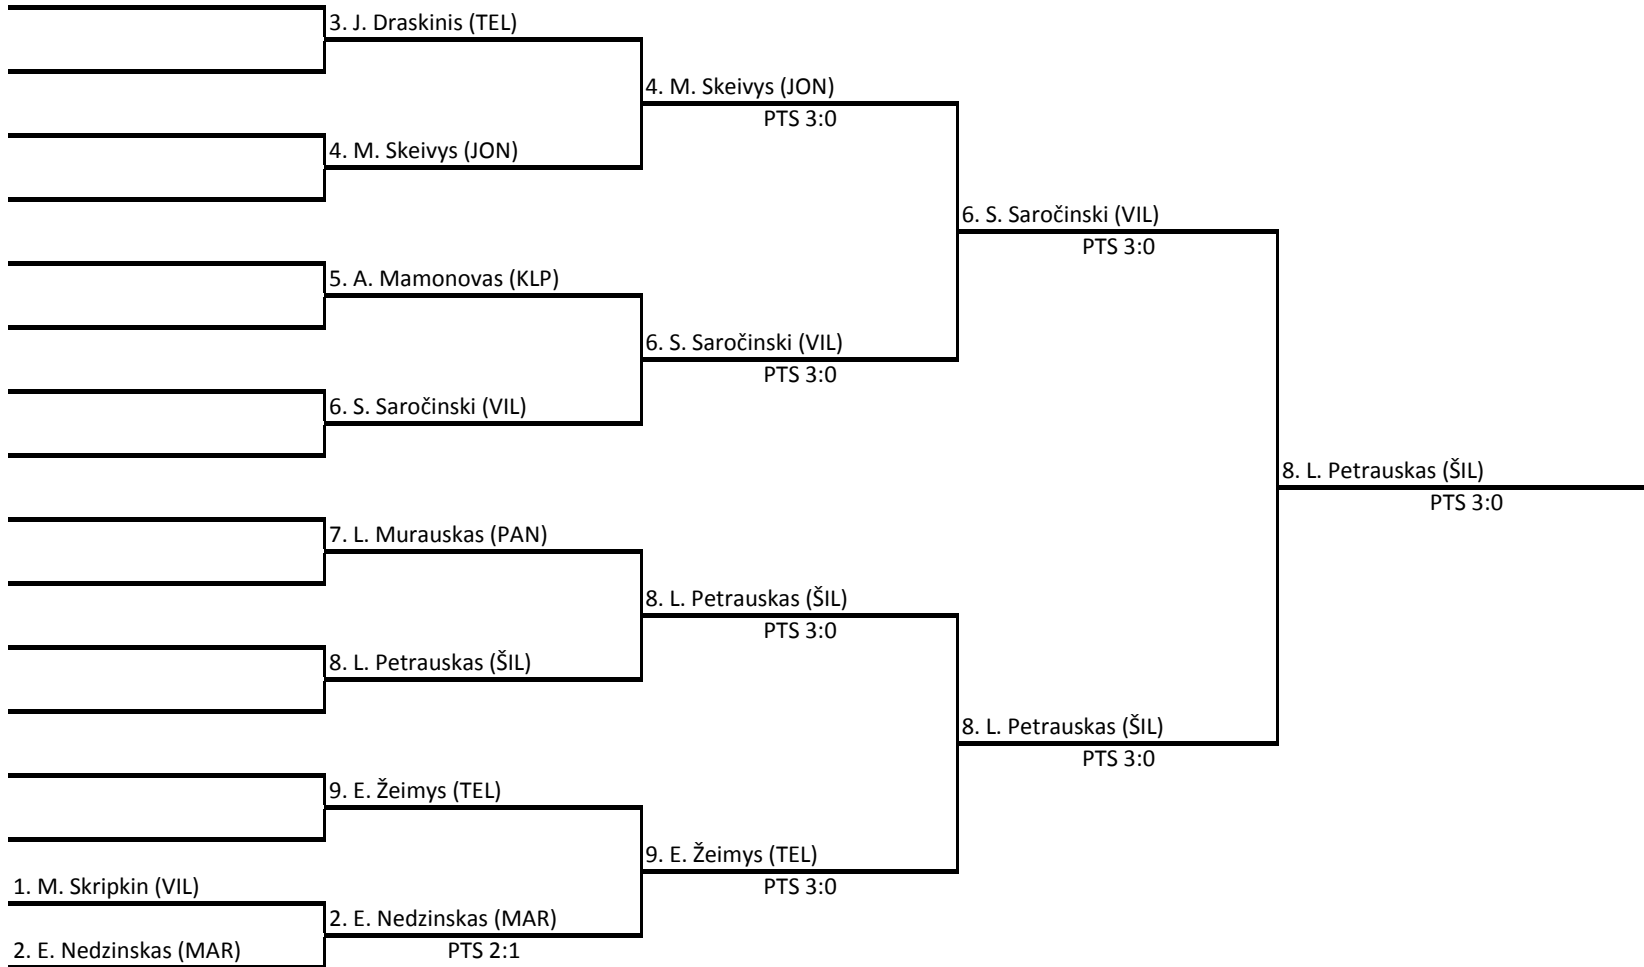 3. J. Draskinis (TEL)
4. M. Skeivys (JON)
PTS 3:0
4. M. Skeivys (JON)
6. S. Saročinski (VIL)
PTS 3:0
5. A. Mamonovas (KLP)
6. S. Saročinski (VIL)
PTS 3:0
6. S. Saročinski (VIL)
8. L. Petrauskas (ŠIL)
PTS 3:0
7. L. Murauskas (PAN)
8. L. Petrauskas (ŠIL)
PTS 3:0
8. L. Petrauskas (ŠIL)
8. L. Petrauskas (ŠIL)
PTS 3:0
9. E. Žeimys (TEL)
9. E. Žeimys (TEL)
PTS 3:0
1. M. Skripkin (VIL)
2. E. Nedzinskas (MAR)
PTS 2:1
2. E. Nedzinskas (MAR)